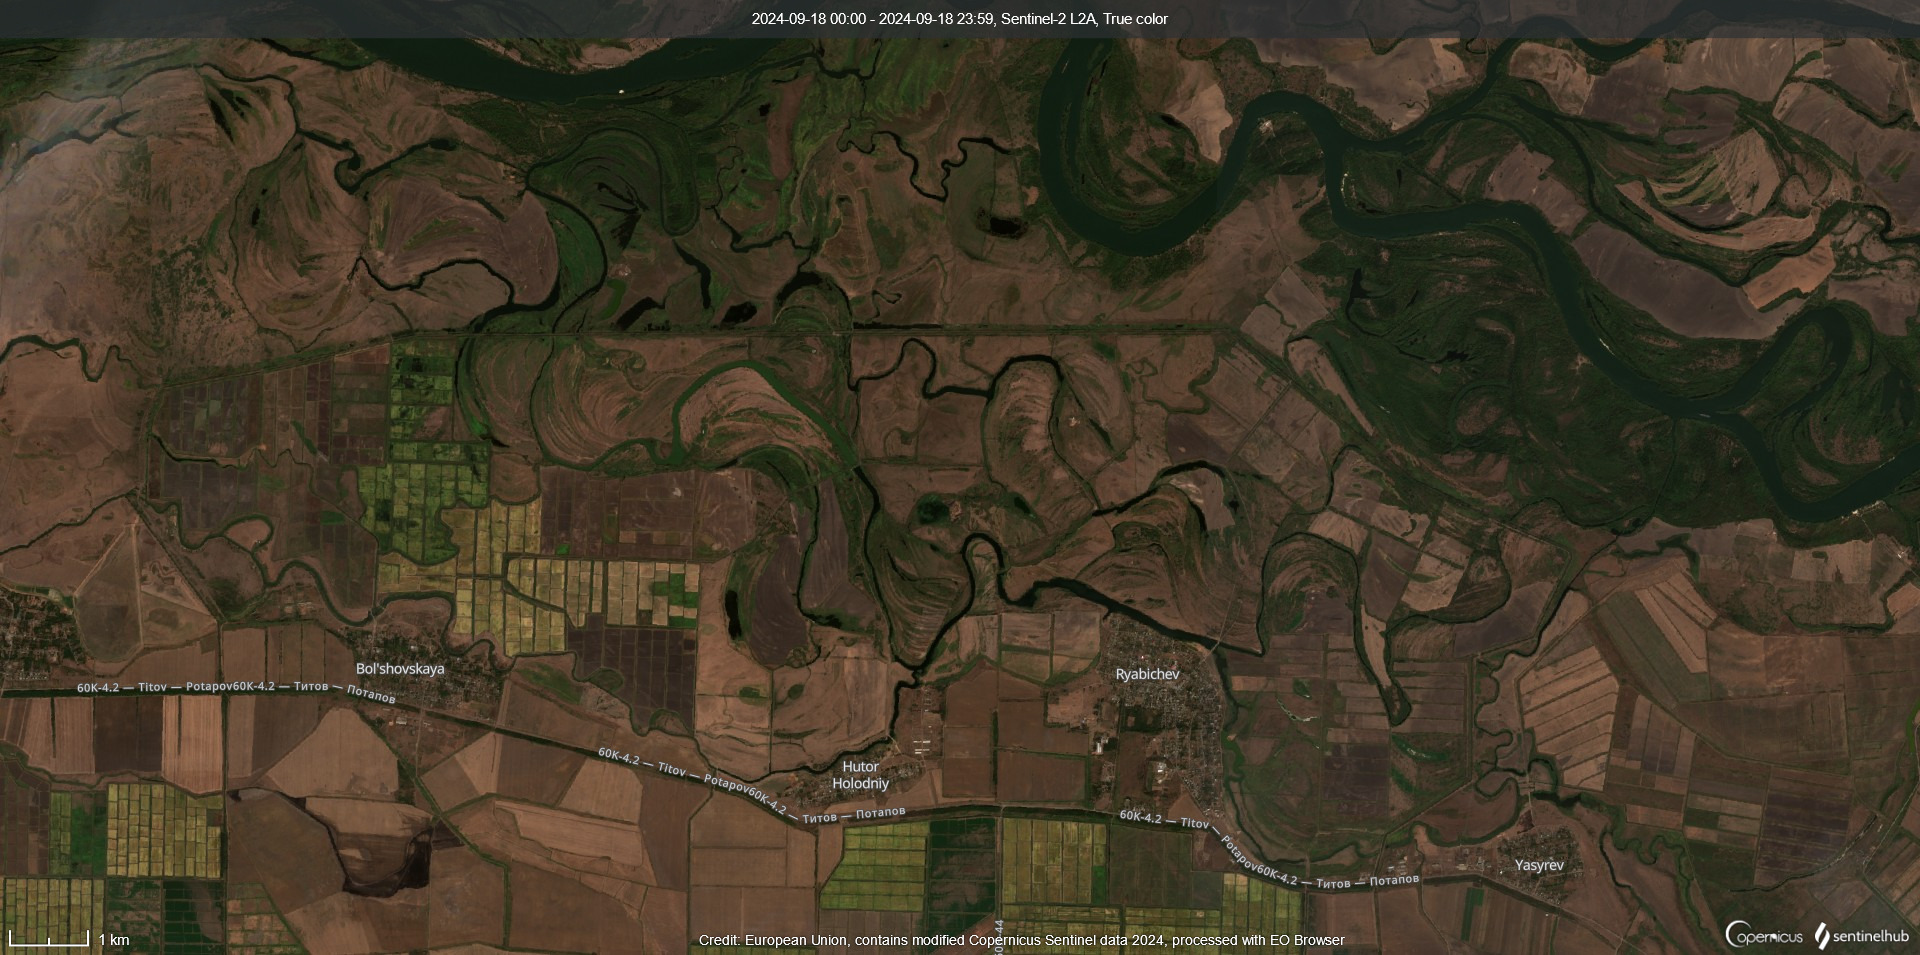 2024-09-18 00:00 - 2024-09-18 23:59, Sentinel-2 L2A, True color
Bol'shovskaya
60K-4.2 — Titov — Potapov60K-4.2 — Титов — Потапов
Ryabichev
60K-4.2 — Titov — Potapov60K-4.2 — Титов — Потапов
Hutor
Holodniy
60K-4.2 — Titov — Potapov60K-4.2 — Титов — Потапов
Yasyrev
1 km
Credit: European Union, contains modified Copernicus Sentinel data 2024, processed with EO Browser
Copernicus
sentinelhub